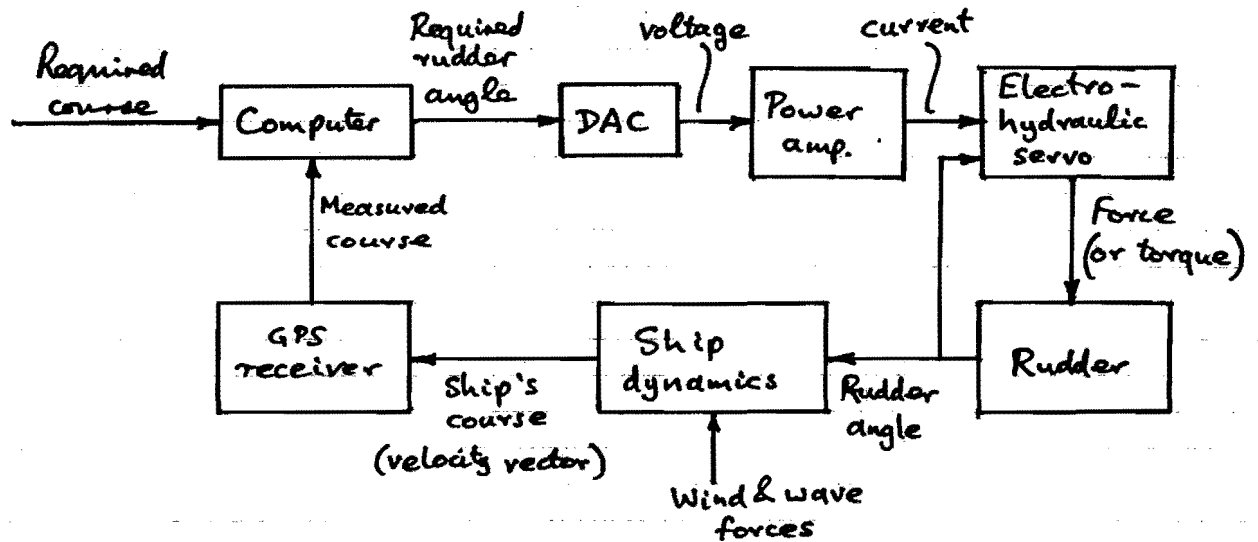 Required
course
Computer
Required
rudder
angle
DAC
voltage
Power
amp.
current
Electro-
hydraulic
servo
Force
(or torque)
Measured
course
GPS
receiver
Ship's
course
(velocity vector)
Ship
dynamics
Rudder
angle
Rudder
Wind & wave
forces